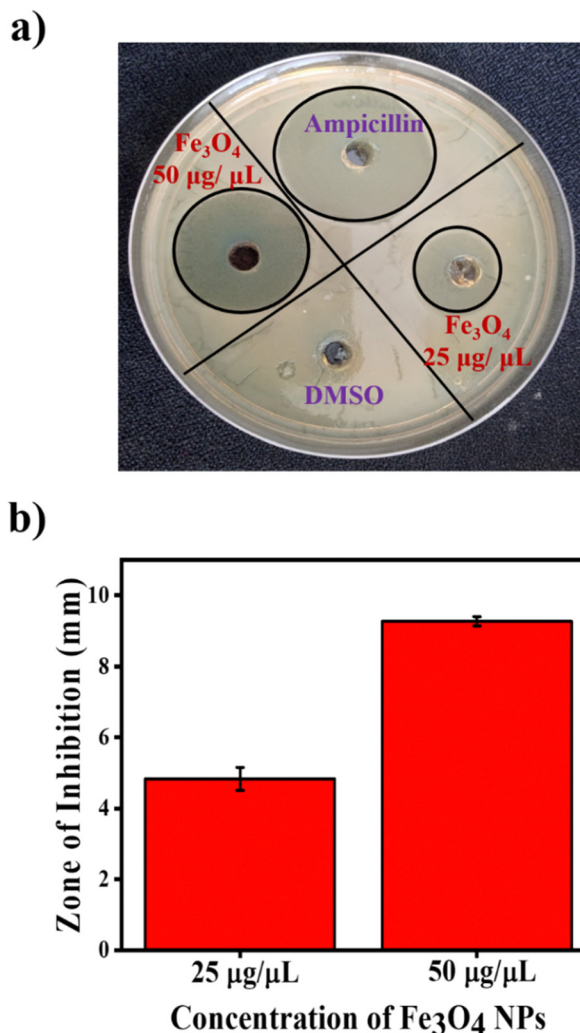 a)
Ampicillin
Fe₃O₄
50 μg/ μL
Fe₃O₄
25 μg/ μL
DMSO
b)
Zone of Inhibition (mm)
10
8
6
4
2
0
25 μg/μL
50 μg/μL
Concentration of Fe₃O₄ NPs